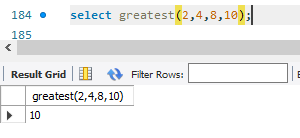 184 select greatest(2,4,8,10);
185
Result Grid Filter Rows:
greatest(2,4,8,10)
10